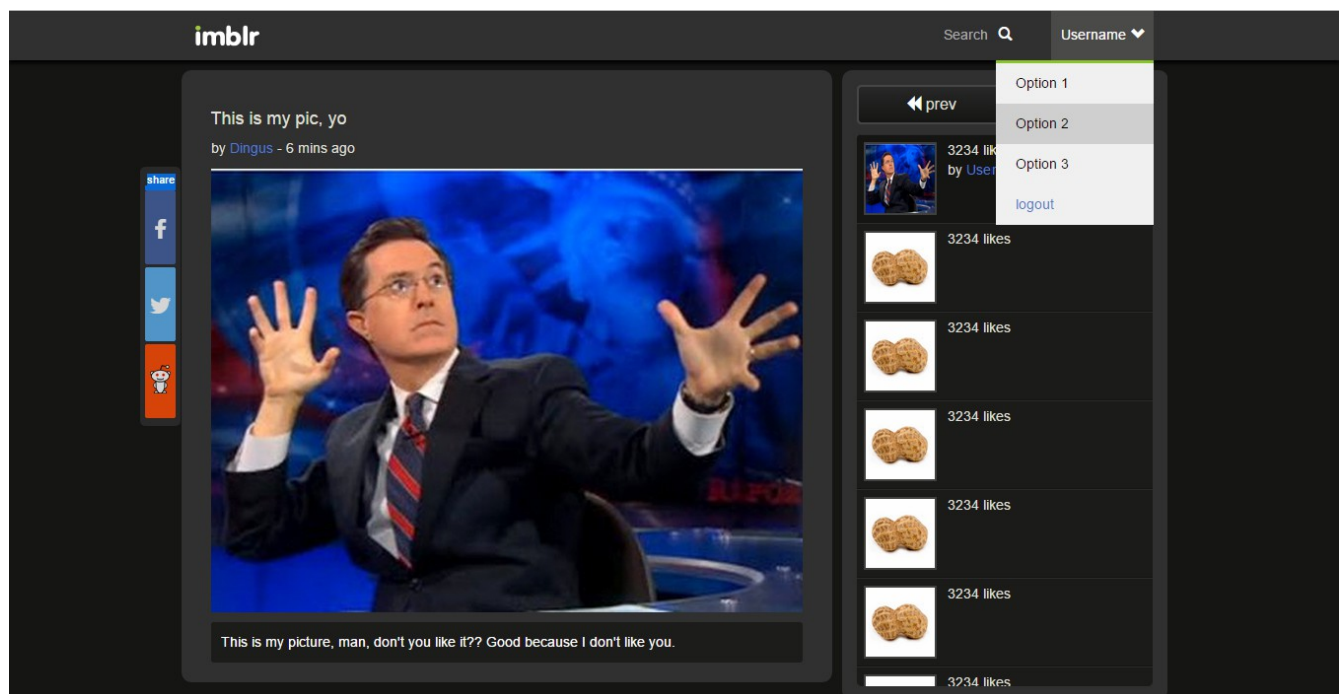 imblr
Search
Username
Option 1
Option 2
Option 3
logout
This is my pic, yo
by Dingus - 6 mins ago
share
This is my picture, man, don't you like it?? Good because I don't like you.
prev
3234 lik
by User
3234 likes
3234 likes
3234 likes
3234 likes
3234 likes
3234 likes